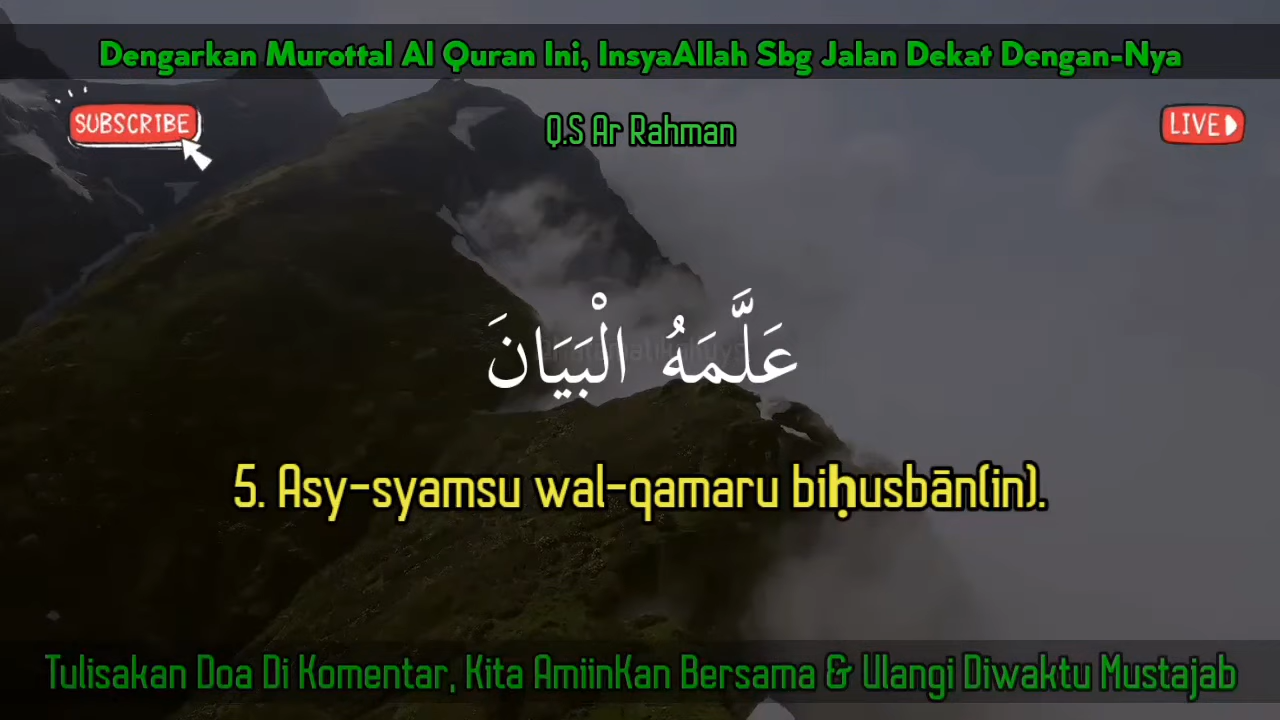 Dengarkan Murottal Al Quran Ini, InsyaAllah Sbg Jalan Dekat Dengan-Nya
SUBSCRIBE
Q.S Ar Rahman
LIVE
عَلَّمَهُ الْبَيَانَ
5. Asy-syamsu wal-qamaru biḥusbān(in).
Tulisakan Doa Di Komentar, Kita AmiinKan Bersama & Ulangi Diwaktu Mustajab